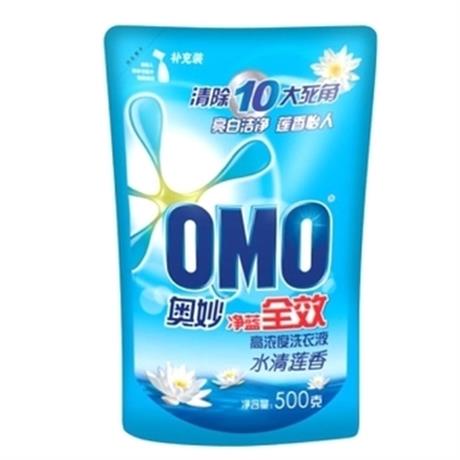 补充装
清除10大死角
亮白洁净 莲香怡人
OMO
®
奥妙 净蓝全效
高浓度洗衣液
水清莲香
净含量:500克